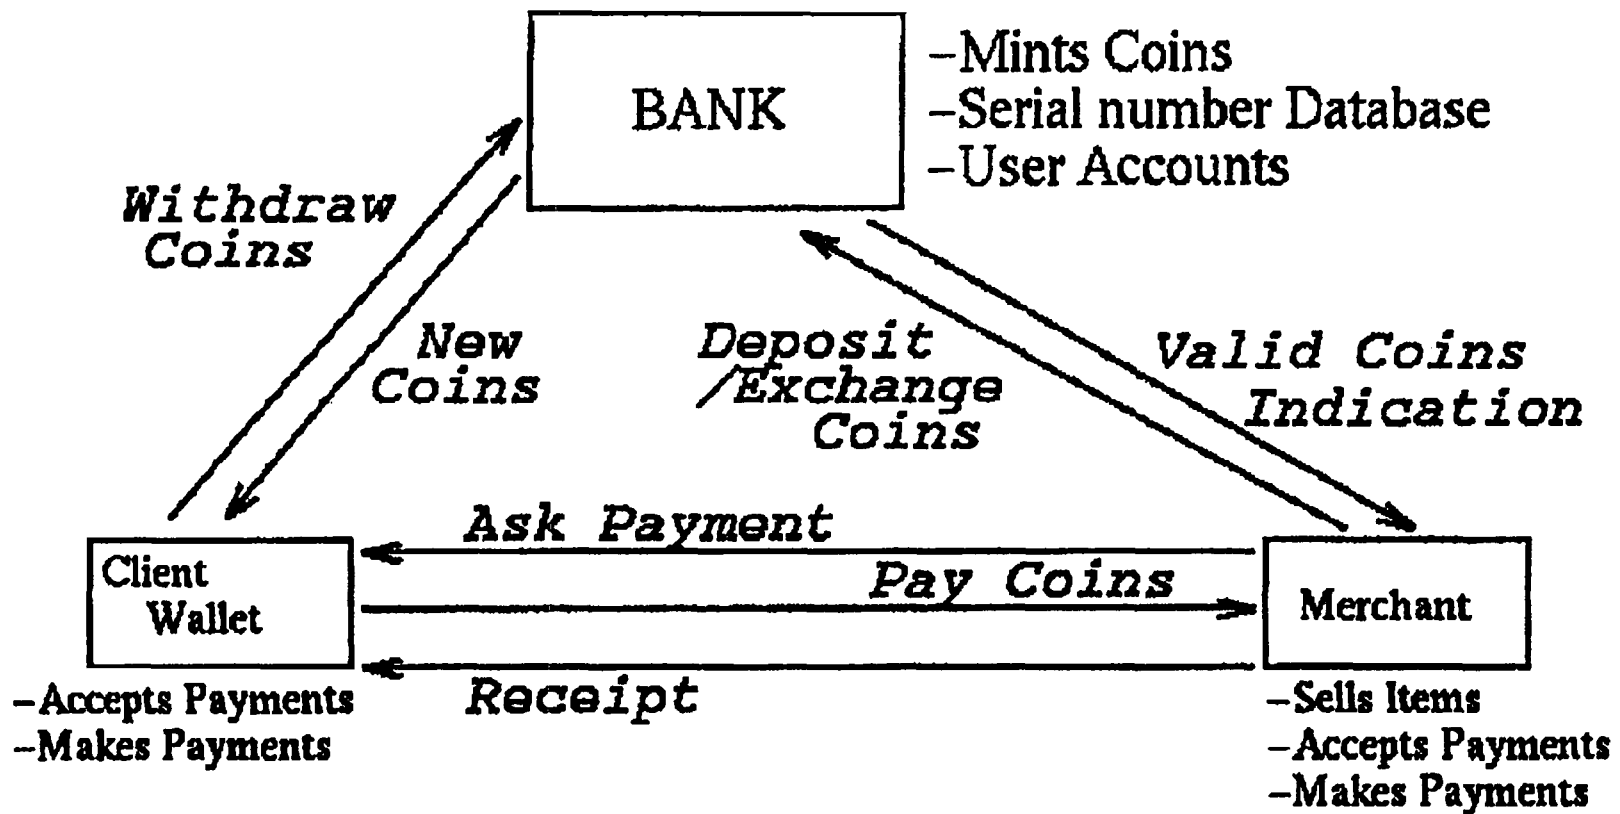 BANK
–Mints Coins
–Serial number Database
–User Accounts
Withdraw
Coins
New
Coins
Deposit
/Exchange
Coins
Valid Coins
Indication
Ask Payment
Pay Coins
Receipt
Client
Wallet
–Accepts Payments
–Makes Payments
Merchant
–Sells Items
–Accepts Payments
–Makes Payments